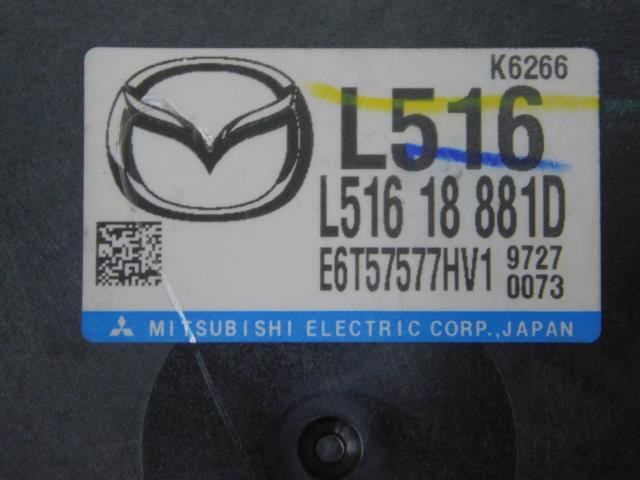 K6266
L516
L516 18 881D
E6T57577HV1 9727
0073
MITSUBISHI ELECTRIC CORP., JAPAN